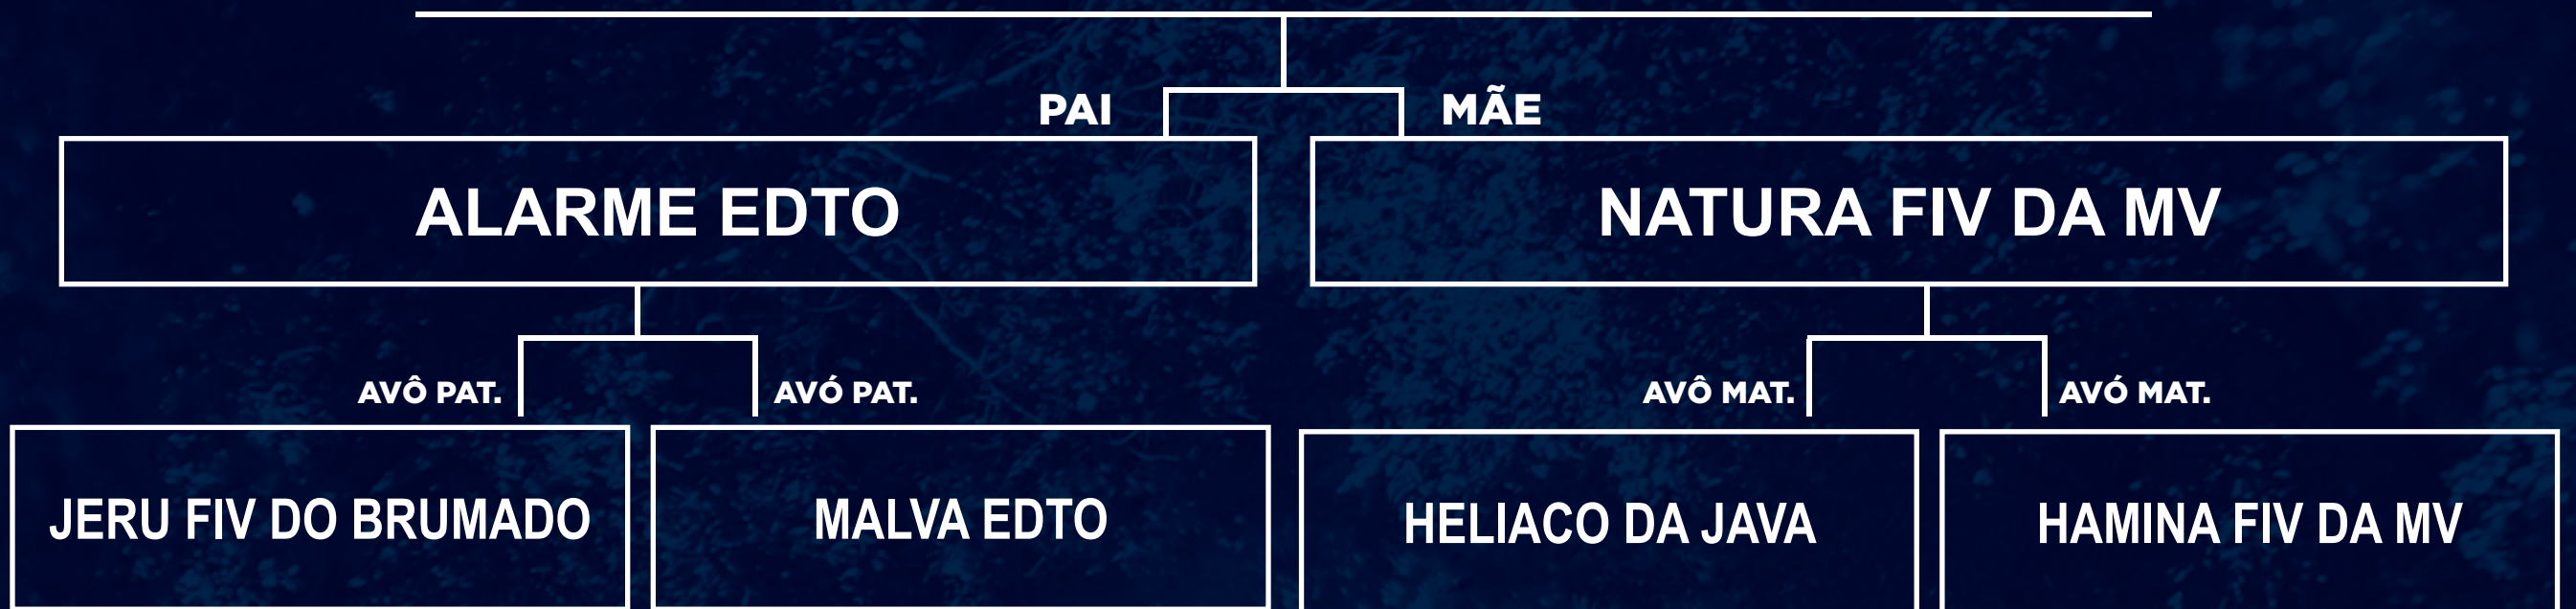 PAI
MÃE
ALARME EDTO
NATURA FIV DA MV
AVÔ PAT.
AVÓ PAT.
AVÔ MAT.
AVÓ MAT.
JERU FIV DO BRUMADO
MALVA EDTO
HELIACO DA JAVA
HAMINA FIV DA MV